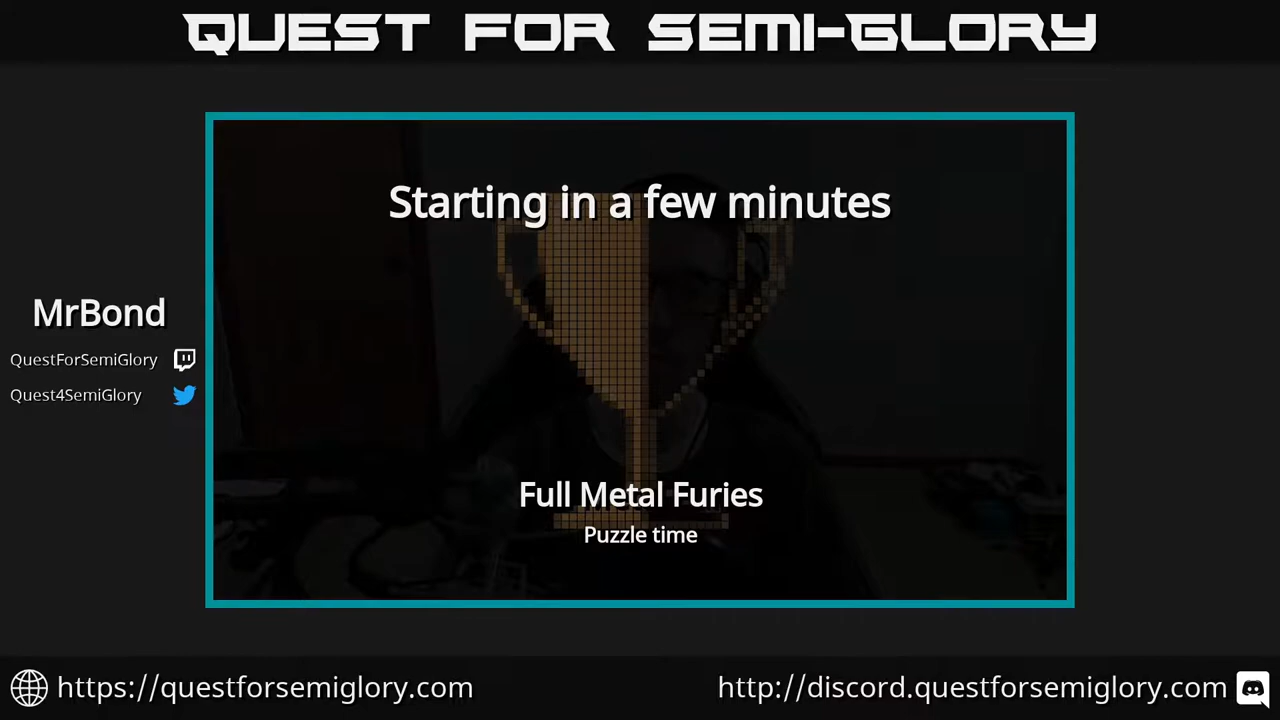 QUEST FOR SEMI-GLORY
Starting in a few minutes
MrBond
QuestForSemiGlory
Quest4SemiGlory
Full Metal Furies
Puzzle time
https://questforsemiglory.com
http://discord.questforsemiglory.com